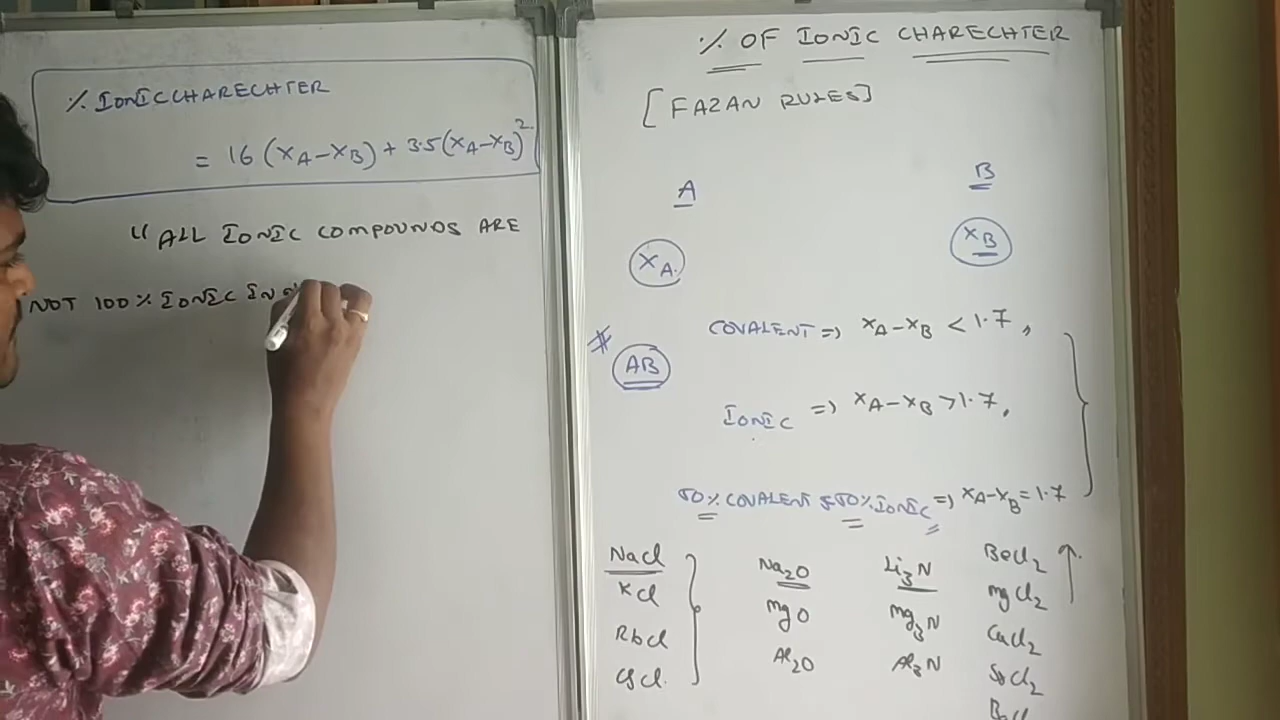 % IONIC CHARECHTER
= 16 (XA-XB) + 3.5(XA-XB)²
"ALL IONIC COMPOUNDS ARE
NOT 100% IONIC IN
% OF IONIC CHARECHTER
[FAZAN RULES]
A B
XA XB
COVALENT => XA-XB < 1.7,
* AB
IONIC => XA-XB > 1.7,
50% COVALENT & 50% IONIC => XA-XB = 1.7
NaCl Na2O Li3N BeCl2 ↑
KCl MgO Mg3N MgCl2
RbCl Al2O Al3N CaCl2
CsCl SrCl2